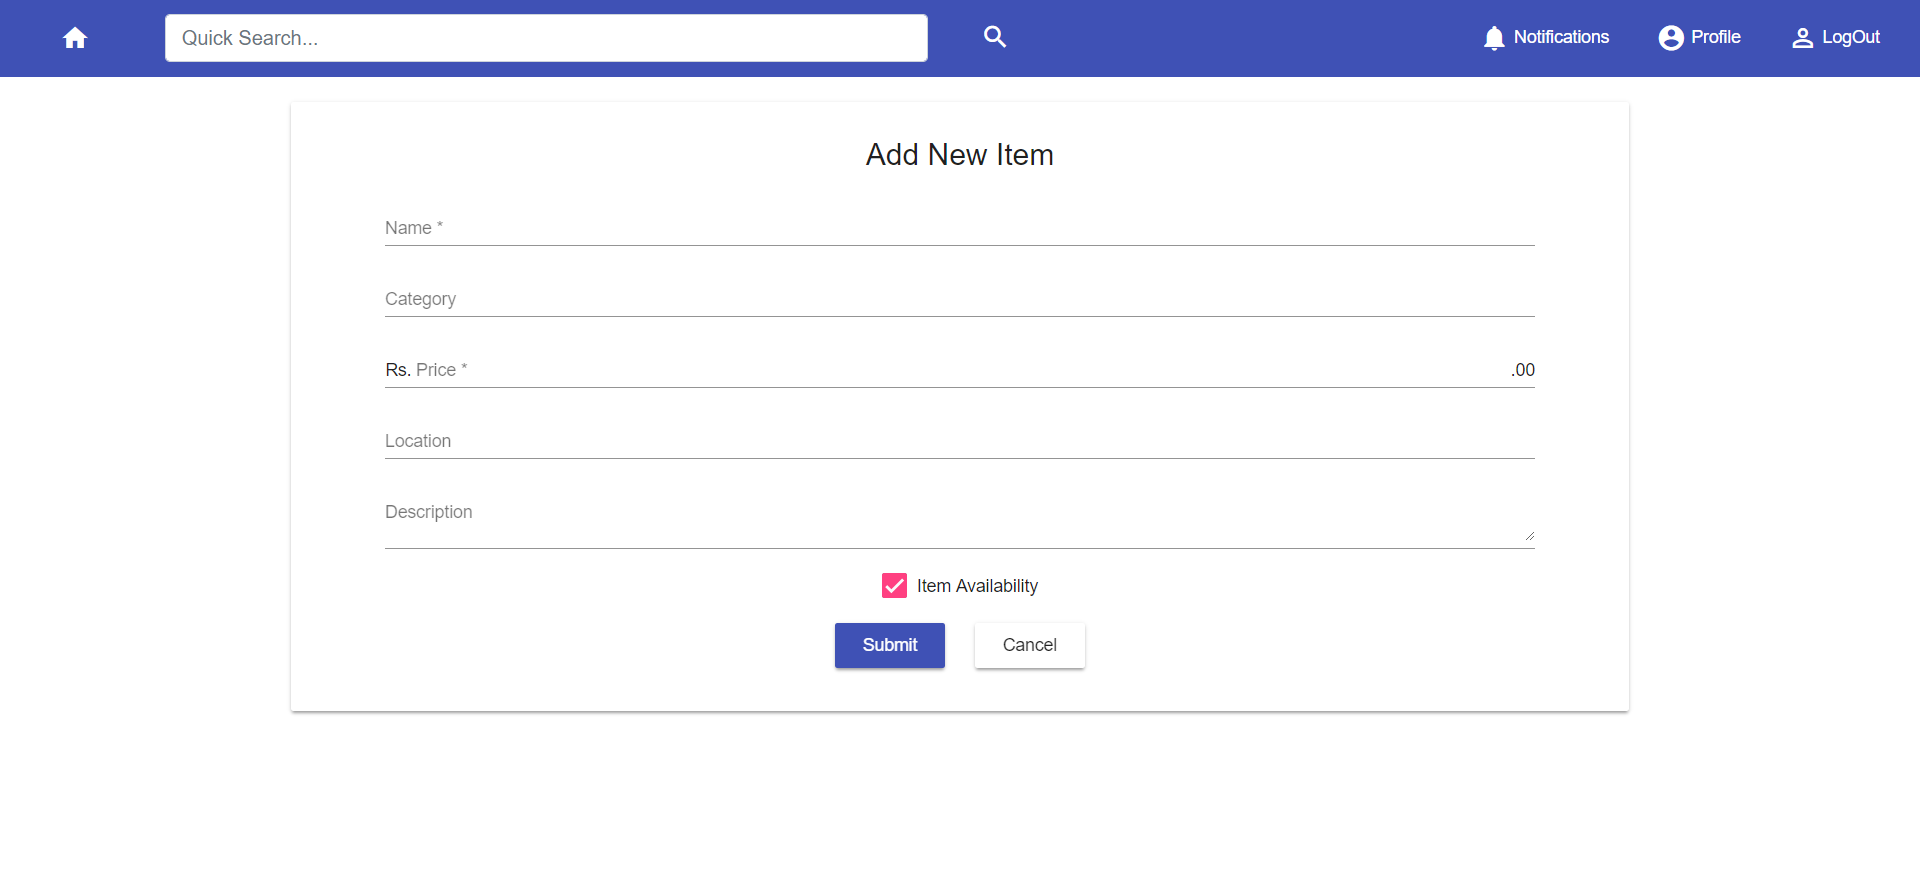 Quick Search...
Notifications
Profile
LogOut
Add New Item
Name *
Category
Rs. Price * .00
Location
Description
Item Availability
Submit
Cancel